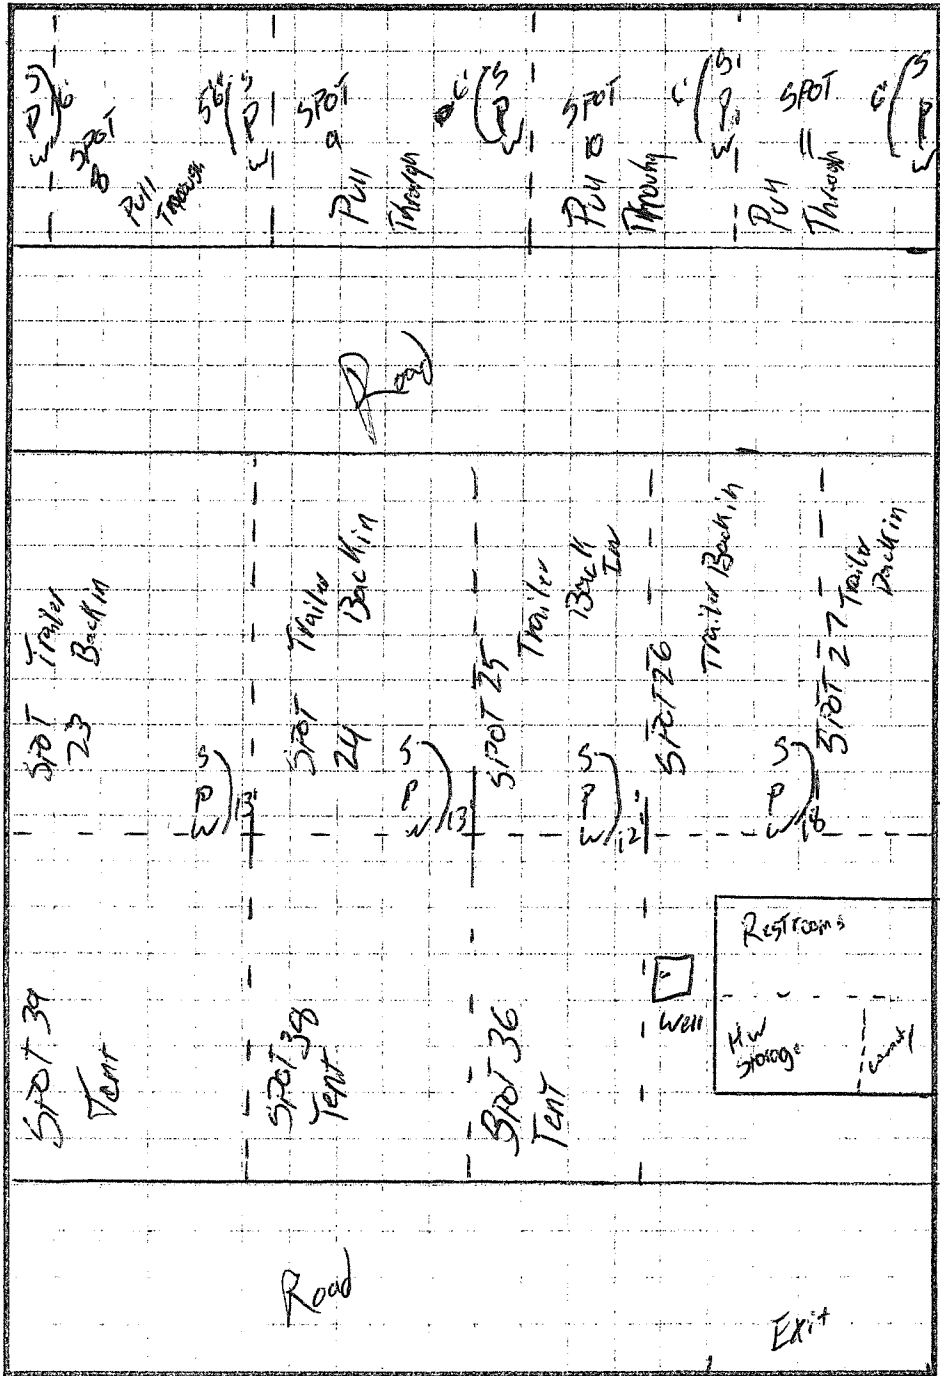 S
P
W
6'
SPOT
8
Pull
Through
S
P
W
6'
SPOT
9
Pull
Through
S
P
W
6'
SPOT
10
Pull
Through
S
P
W
6'
SPOT
11
Pull
Through
S
P
W
6'
Road
SPOT
23
Trailer
Back in
S
P
W
13'
SPOT
24
Trailer
Back in
S
P
W
13
SPOT 25
Trailer
Back
In
S
P
W
12'
SPOT 26
Trailer Back in
S
P
W
18
SPOT 27 Trailer
Back in
SPOT 39
Tent
SPOT 38
Tent
SPOT 36
Tent
Well
Restrooms
HW
Storage
Road
Exit